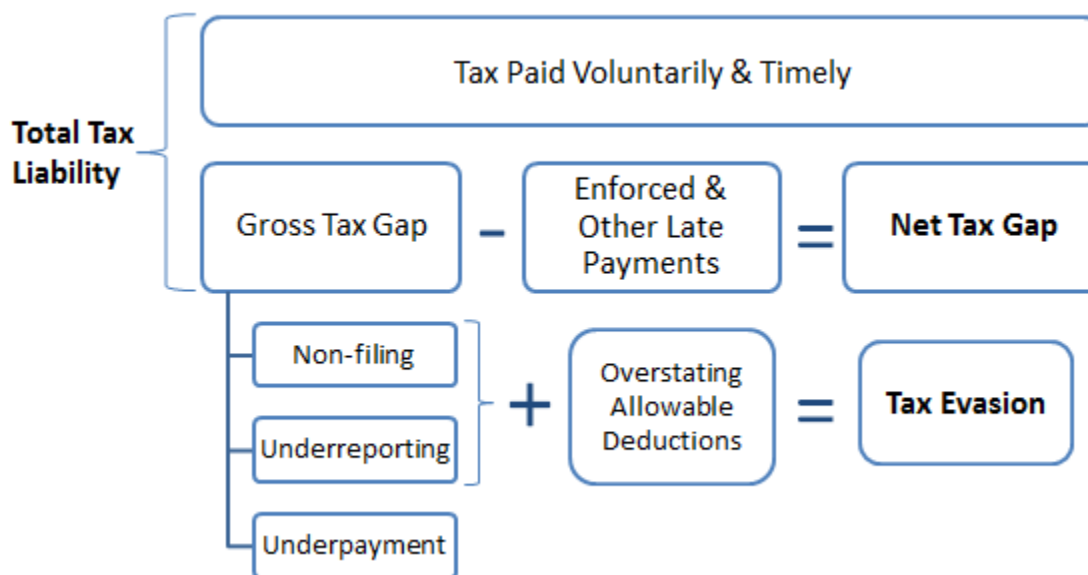 Tax Paid Voluntarily & Timely
Total Tax
Liability
Gross Tax Gap
-
Enforced &
Other Late
Payments
=
Net Tax Gap
Non-filing
Underreporting
Underpayment
+
Overstating
Allowable
Deductions
=
Tax Evasion